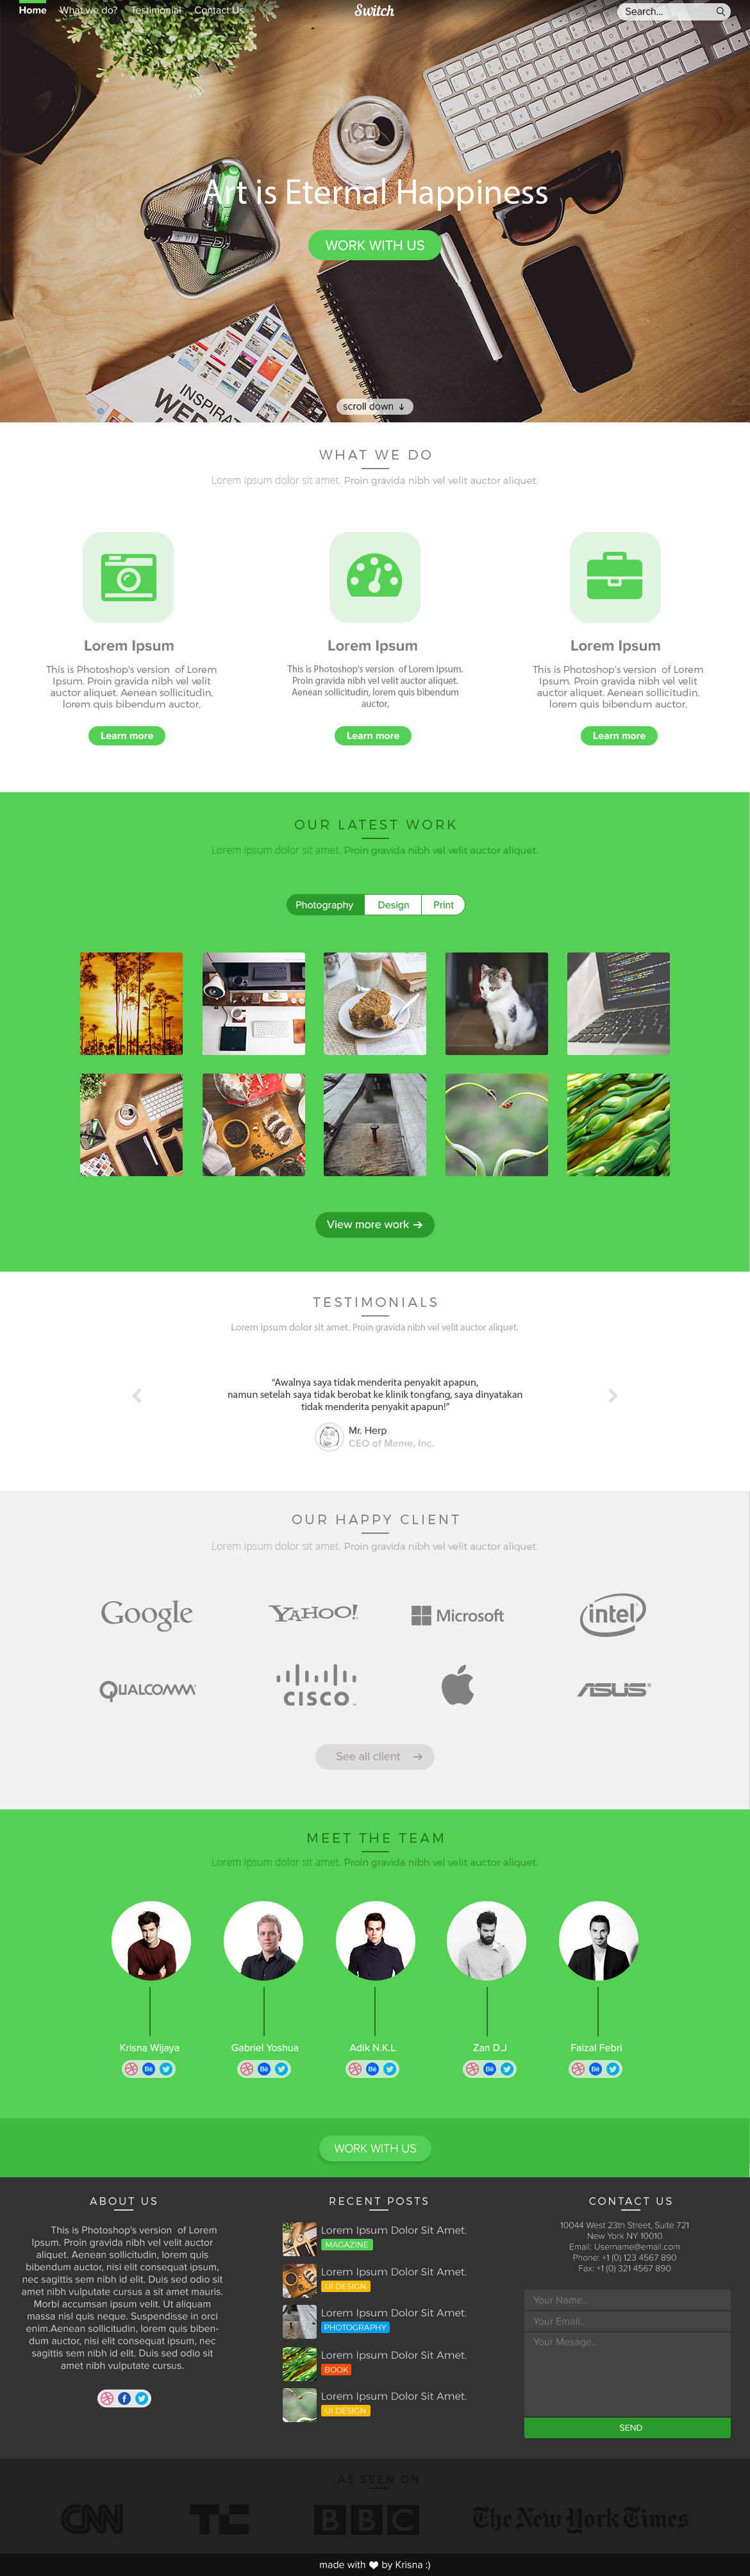 Home What we do? Testimonial Contact Us Switch Search...
Art is Eternal Happiness
WORK WITH US
INSPIRAT
WEB
scroll down
WHAT WE DO
Lorem ipsum dolor sit amet. Proin gravida nibh vel velit auctor aliquet.
Lorem Ipsum
This is Photoshop's version of Lorem
Ipsum. Proin gravida nibh vel velit
auctor aliquet. Aenean sollicitudin,
lorem quis bibendum auctor,
Learn more
Lorem Ipsum
This is Photoshop's version of Lorem Ipsum.
Proin gravida nibh vel velit auctor aliquet.
Aenean sollicitudin, lorem quis bibendum
auctor,
Learn more
Lorem Ipsum
This is Photoshop's version of Lorem
Ipsum. Proin gravida nibh vel velit
auctor aliquet. Aenean sollicitudin,
lorem quis bibendum auctor,
Learn more
OUR LATEST WORK
Lorem ipsum dolor sit amet. Proin gravida nibh vel velit auctor aliquet.
Photography Design Print
View more work →
TESTIMONIALS
Lorem ipsum dolor sit amet. Proin gravida nibh vel velit auctor aliquet.
“Awalnya saya tidak menderita penyakit apapun,
namun setelah saya tidak berobat ke klinik tongfang, saya dinyatakan
tidak menderita penyakit apapun!”
Mr. Herp
CEO of Meme, Inc.
OUR HAPPY CLIENT
Lorem ipsum dolor sit amet. Proin gravida nibh vel velit auctor aliquet.
Google YAHOO! Microsoft intel
QUALCOMM CISCO ASUS
See all client →
MEET THE TEAM
Lorem ipsum dolor sit amet. Proin gravida nibh vel velit auctor aliquet.
Krisna Wijaya Gabriel Yoshua Adik N.K.L Zan D.J Faizal Febri
Bē Bē Bē Bē Bē
WORK WITH US
ABOUT US
This is Photoshop's version of Lorem
Ipsum. Proin gravida nibh vel velit auctor
aliquet. Aenean sollicitudin, lorem quis
bibendum auctor, nisi elit consequat ipsum,
nec sagittis sem nibh id elit. Duis sed odio sit
amet nibh vulputate cursus a sit amet mauris.
Morbi accumsan ipsum velit. Ut aliquam
massa nisl quis neque. Suspendisse in orci
enim.Aenean sollicitudin, lorem quis biben-
dum auctor, nisi elit consequat ipsum, nec
sagittis sem nibh id elit. Duis sed odio sit
amet nibh vulputate cursus.
RECENT POSTS
Lorem Ipsum Dolor Sit Amet.
MAGAZINE
Lorem Ipsum Dolor Sit Amet.
UI DESIGN
Lorem Ipsum Dolor Sit Amet.
PHOTOGRAPHY
Lorem Ipsum Dolor Sit Amet.
BOOK
Lorem Ipsum Dolor Sit Amet.
UI DESIGN
CONTACT US
10044 West 23th Street, Suite 721
New York NY 10010
Email: Username@email.com
Phone: +1 (0) 123 4567 890
Fax: +1 (0) 321 4567 890
Your Name..
Your Email..
Your Mesage..
SEND
AS SEEN ON
CNN TC BBC The New York Times
made with ♥ by Krisna :)